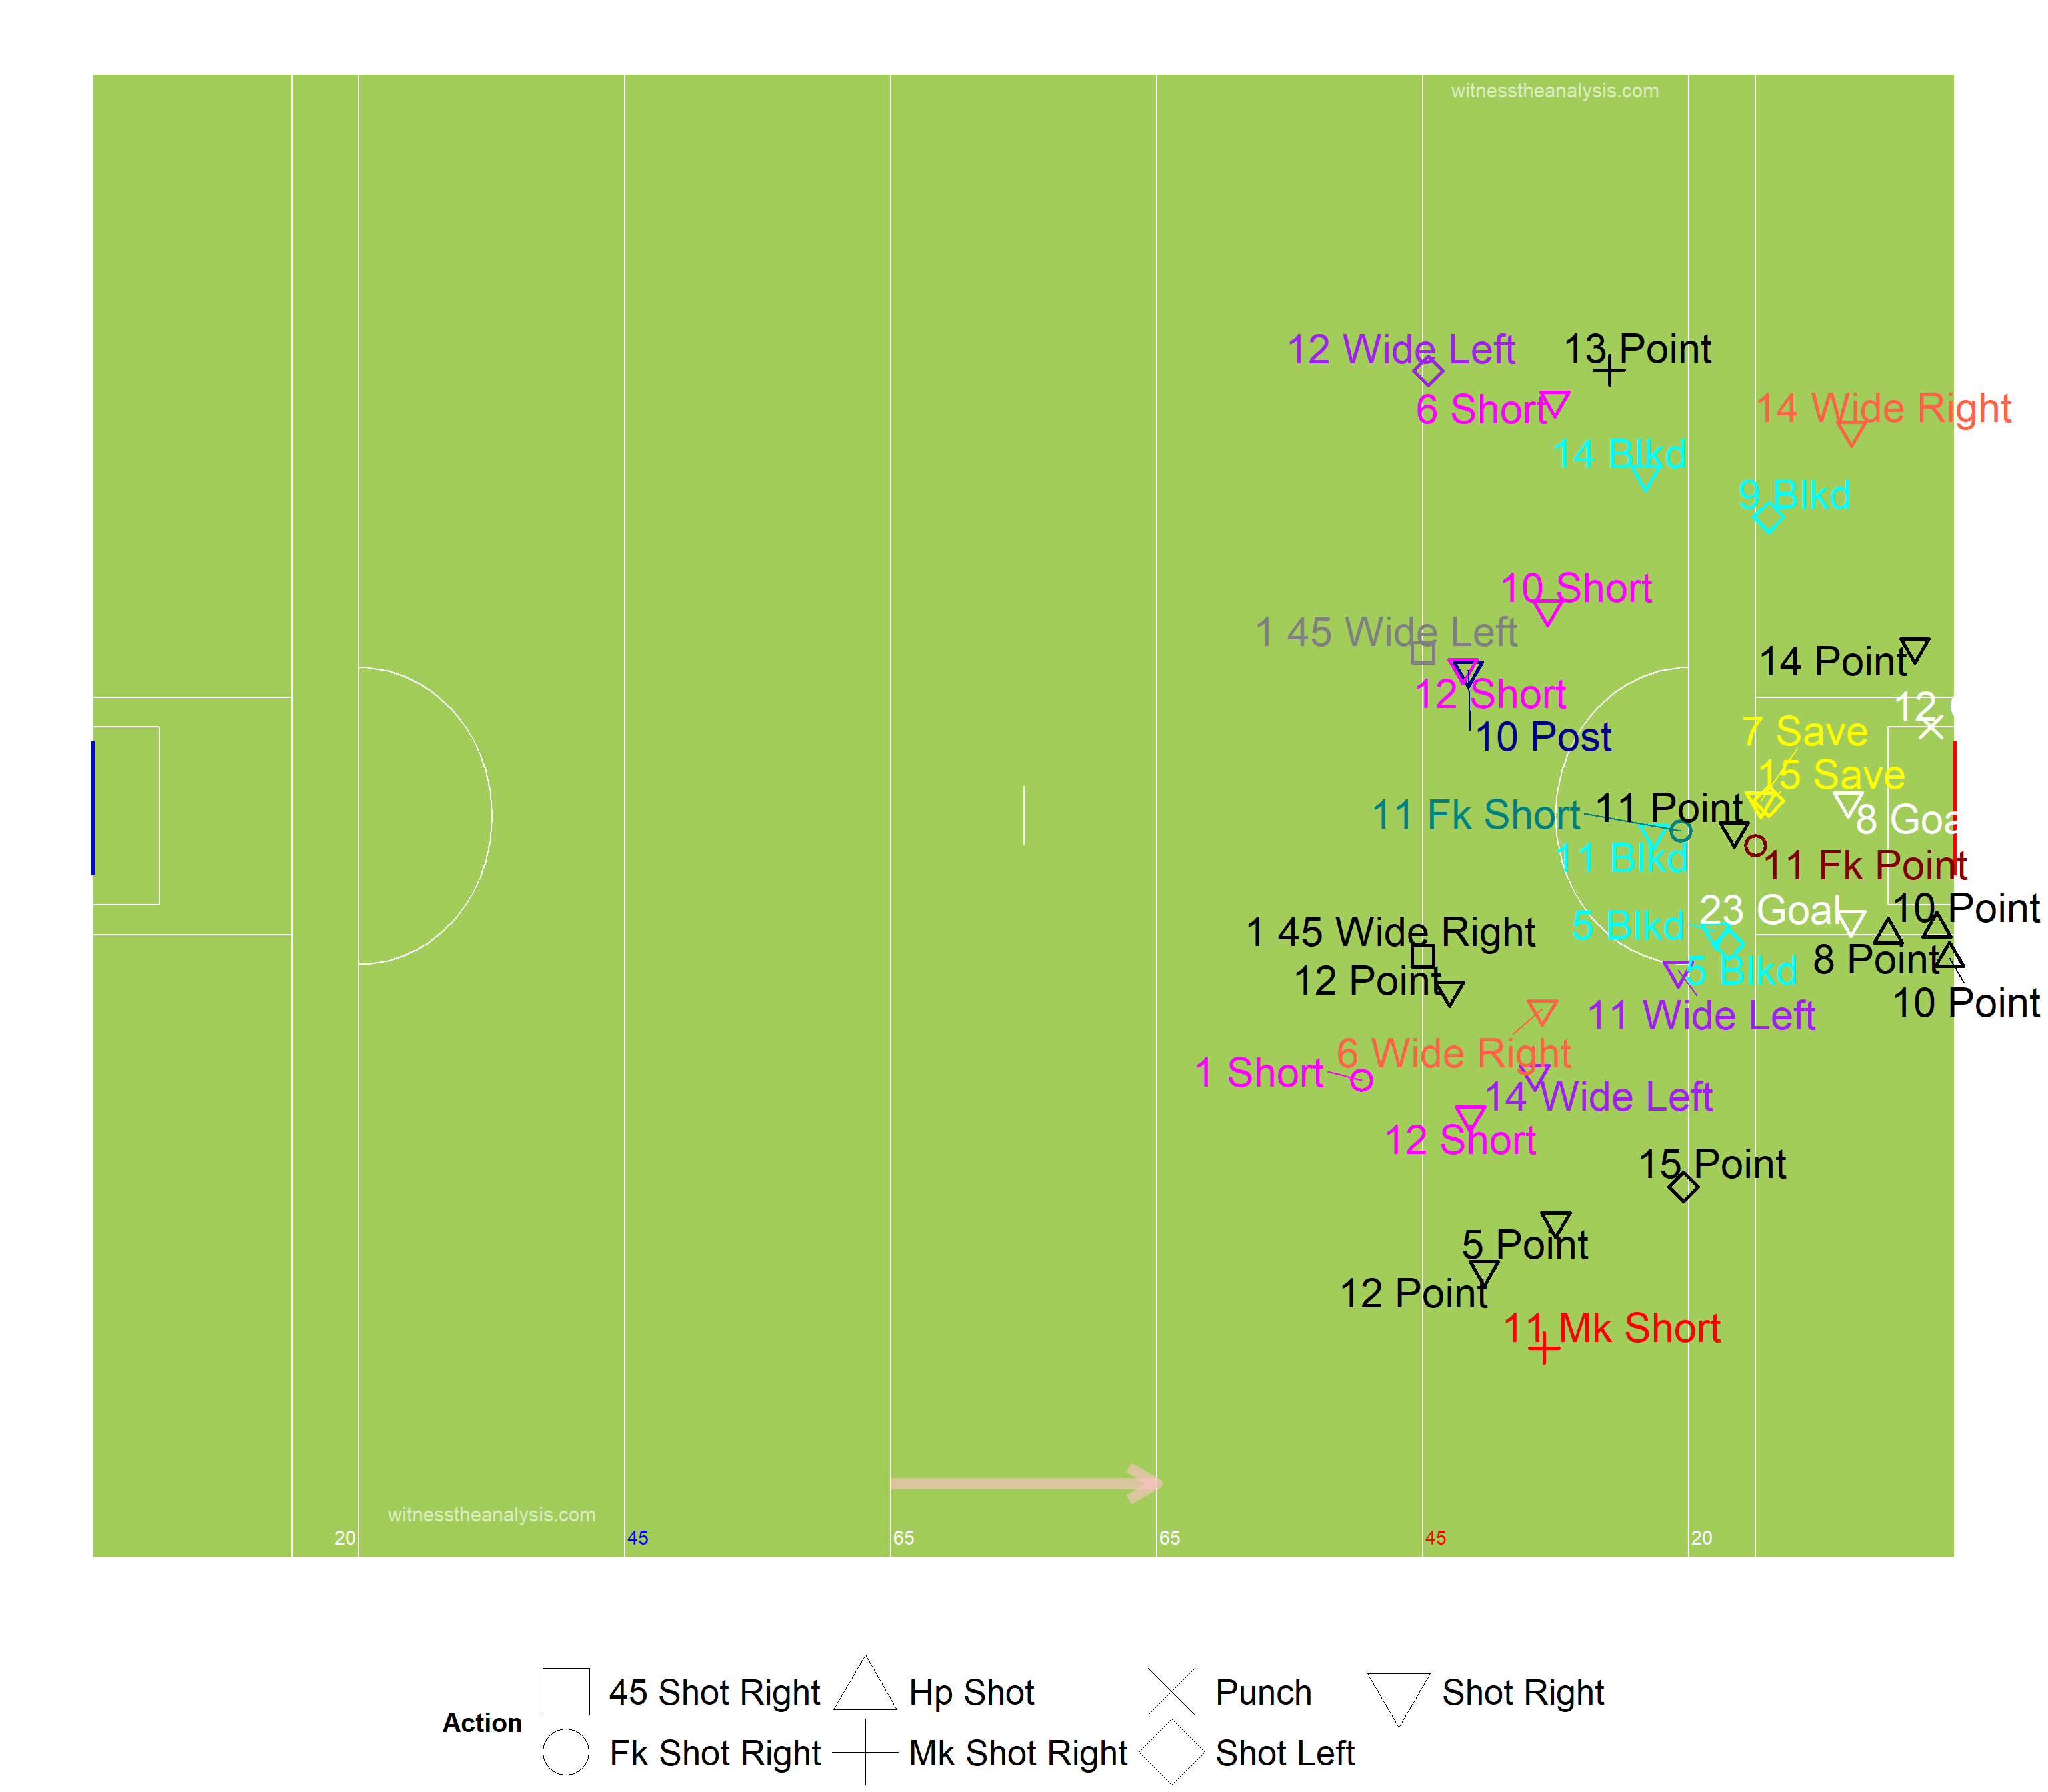 witnesstheanalysis.com
12 Wide Left
13 Point
6 Short
14 Wide Right
14 Blkd
9 Blkd
10 Short
1 45 Wide Left
14 Point
12 Short
12
10 Post
7 Save
15 Save
11 Fk Short
11 Point
8 Goa
11 Blkd
11 Fk Point
23 Goal
10 Point
5 Blkd
1 45 Wide Right
8 Point
5 Blkd
12 Point
10 Point
11 Wide Left
6 Wide Right
1 Short
14 Wide Left
12 Short
15 Point
5 Point
12 Point
11 Mk Short
witnesstheanalysis.com
20
45
65
65
45
20
Action
45 Shot Right
Hp Shot
Punch
Shot Right
Fk Shot Right
Mk Shot Right
Shot Left